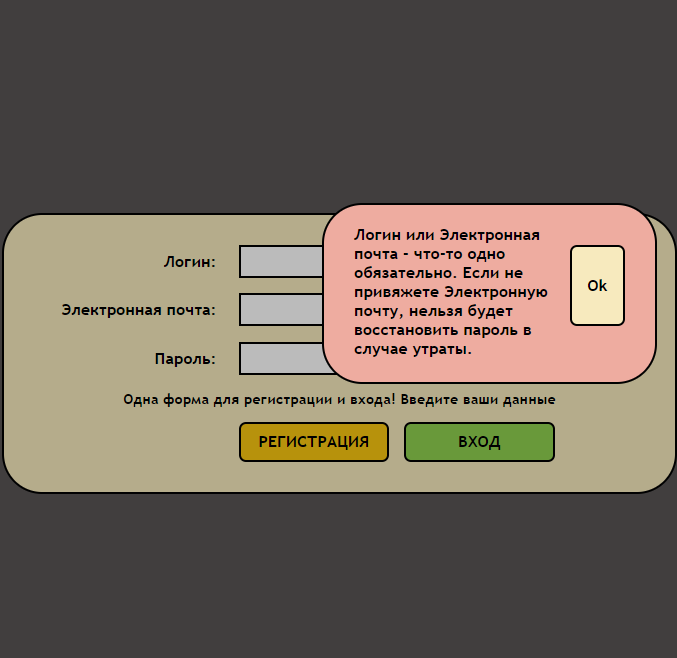 Логин или Электронная
почта - что-то одно
обязательно. Если не
привяжете Электронную
почту, нельзя будет
восстановить пароль в
случае утраты.
Ok
Логин:
Электронная почта:
Пароль:
Одна форма для регистрации и входа! Введите ваши данные
РЕГИСТРАЦИЯ
ВХОД